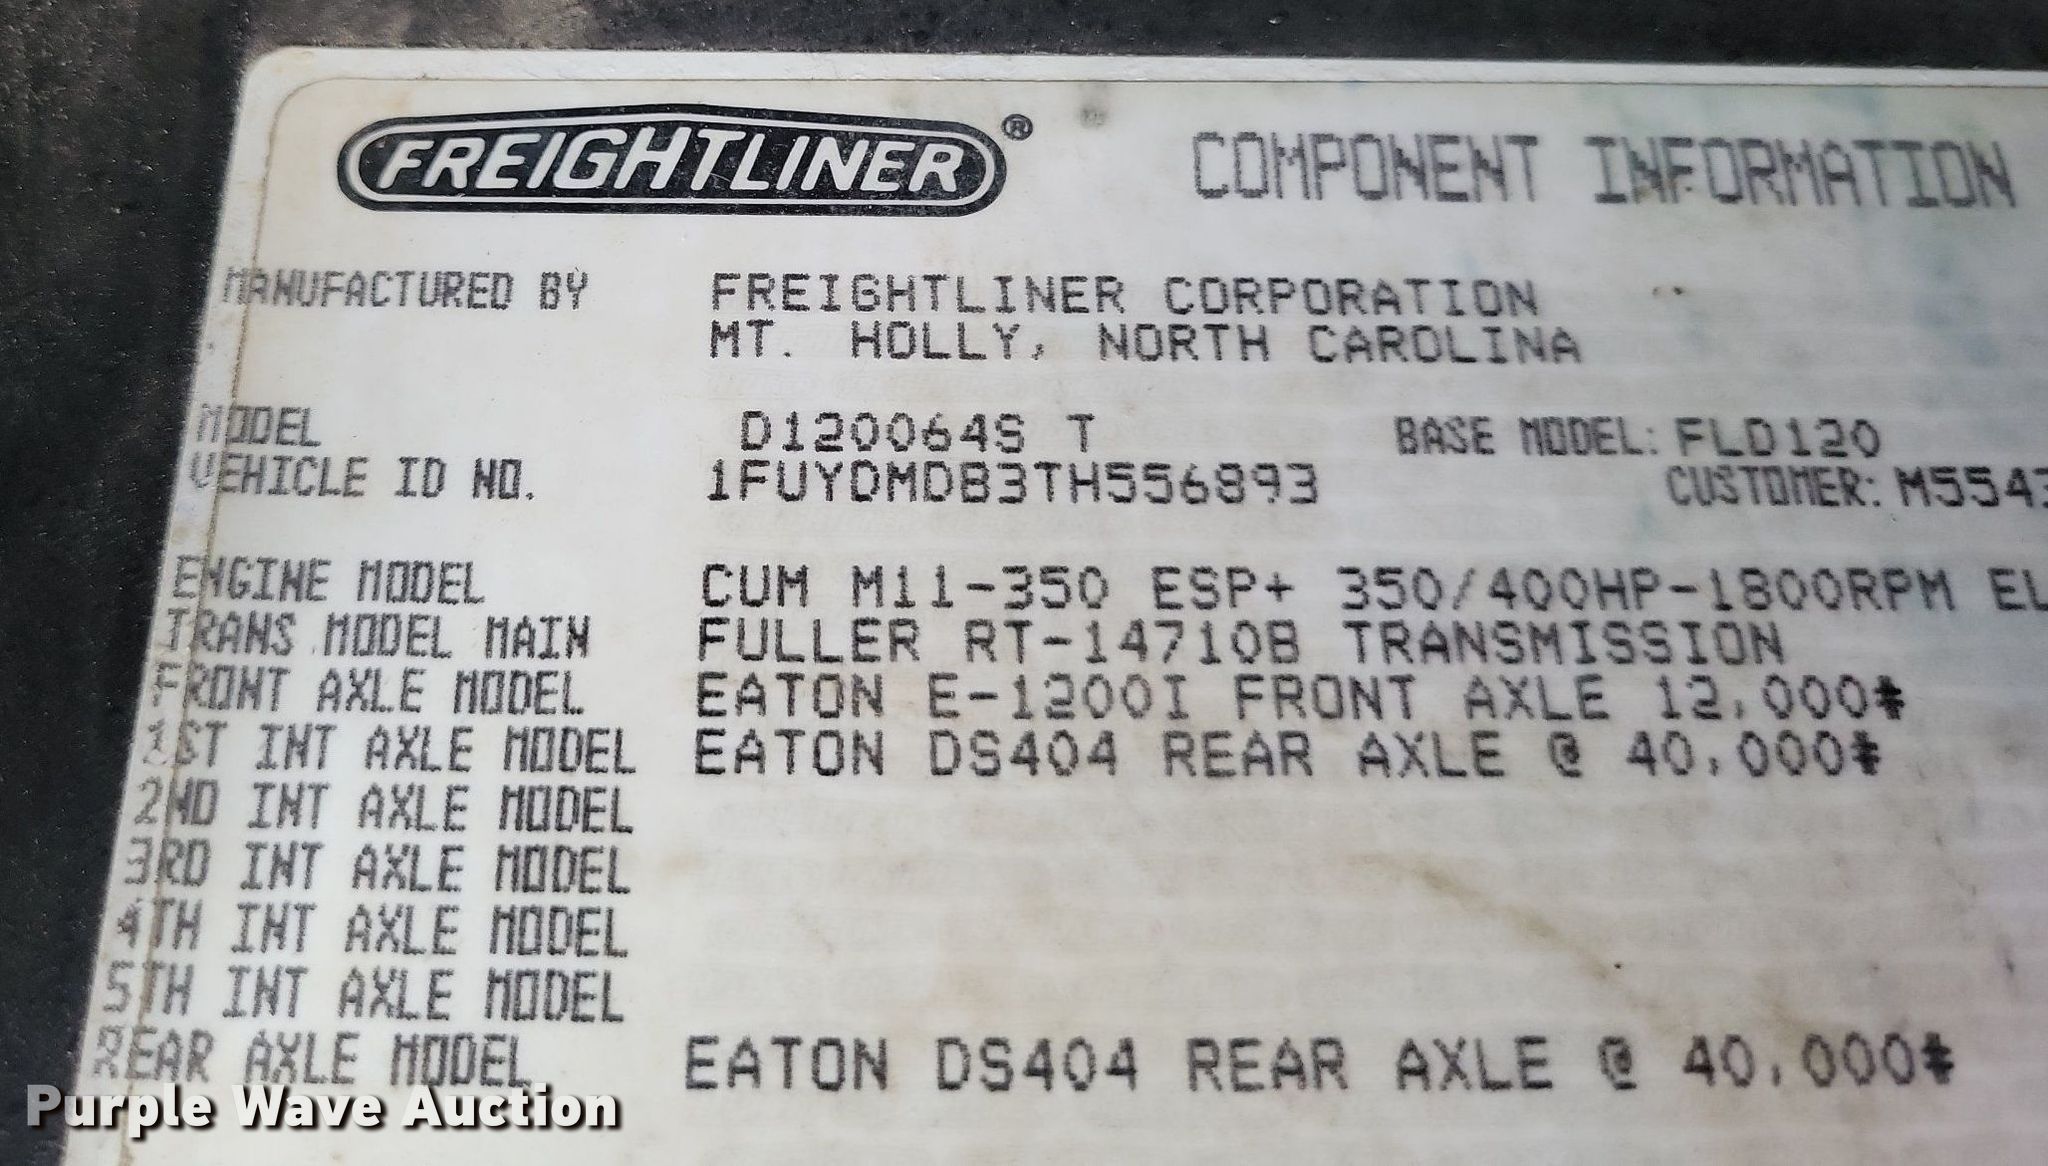 FREIGHTLINER®
COMPONENT INFORMATION
MANUFACTURED BY FREIGHTLINER CORPORATION
MT. HOLLY, NORTH CAROLINA
MODEL D120064S T BASE MODEL: FLD120
VEHICLE ID NO. 1FUYDMDB3TH556893 CUSTOMER: M5543
ENGINE MODEL CUM M11-350 ESP+ 350/400HP-1800RPM EL
TRANS MODEL MAIN FULLER RT-14710B TRANSMISSION
FRONT AXLE MODEL EATON E-1200I FRONT AXLE 12,000#
1ST INT AXLE MODEL EATON DS404 REAR AXLE @ 40,000#
2ND INT AXLE MODEL
3RD INT AXLE MODEL
4TH INT AXLE MODEL
5TH INT AXLE MODEL
REAR AXLE MODEL EATON DS404 REAR AXLE @ 40,000#
Purple Wave Auction